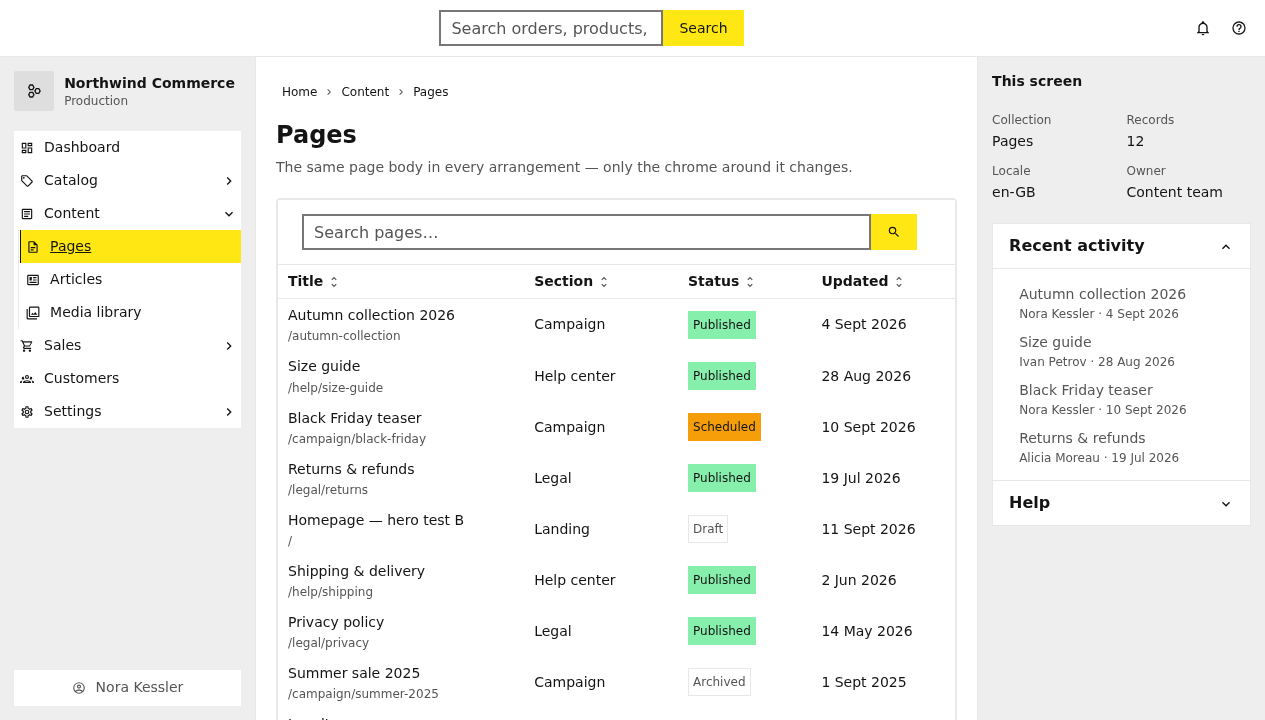 Search orders, products,
Search
Northwind Commerce
Production
Dashboard
Catalog
Content
Pages
Articles
Media library
Sales
Customers
Settings
Nora Kessler
Home › Content › Pages
Pages
The same page body in every arrangement — only the chrome around it changes.
Search pages…
Title Section Status Updated
Autumn collection 2026
/autumn-collection
Campaign
Published
4 Sept 2026
Size guide
/help/size-guide
Help center
Published
28 Aug 2026
Black Friday teaser
/campaign/black-friday
Campaign
Scheduled
10 Sept 2026
Returns & refunds
/legal/returns
Legal
Published
19 Jul 2026
Homepage — hero test B
/
Landing
Draft
11 Sept 2026
Shipping & delivery
/help/shipping
Help center
Published
2 Jun 2026
Privacy policy
/legal/privacy
Legal
Published
14 May 2026
Summer sale 2025
/campaign/summer-2025
Campaign
Archived
1 Sept 2025
This screen
Collection
Pages
Records
12
Locale
en-GB
Owner
Content team
Recent activity
Autumn collection 2026
Nora Kessler · 4 Sept 2026
Size guide
Ivan Petrov · 28 Aug 2026
Black Friday teaser
Nora Kessler · 10 Sept 2026
Returns & refunds
Alicia Moreau · 19 Jul 2026
Help